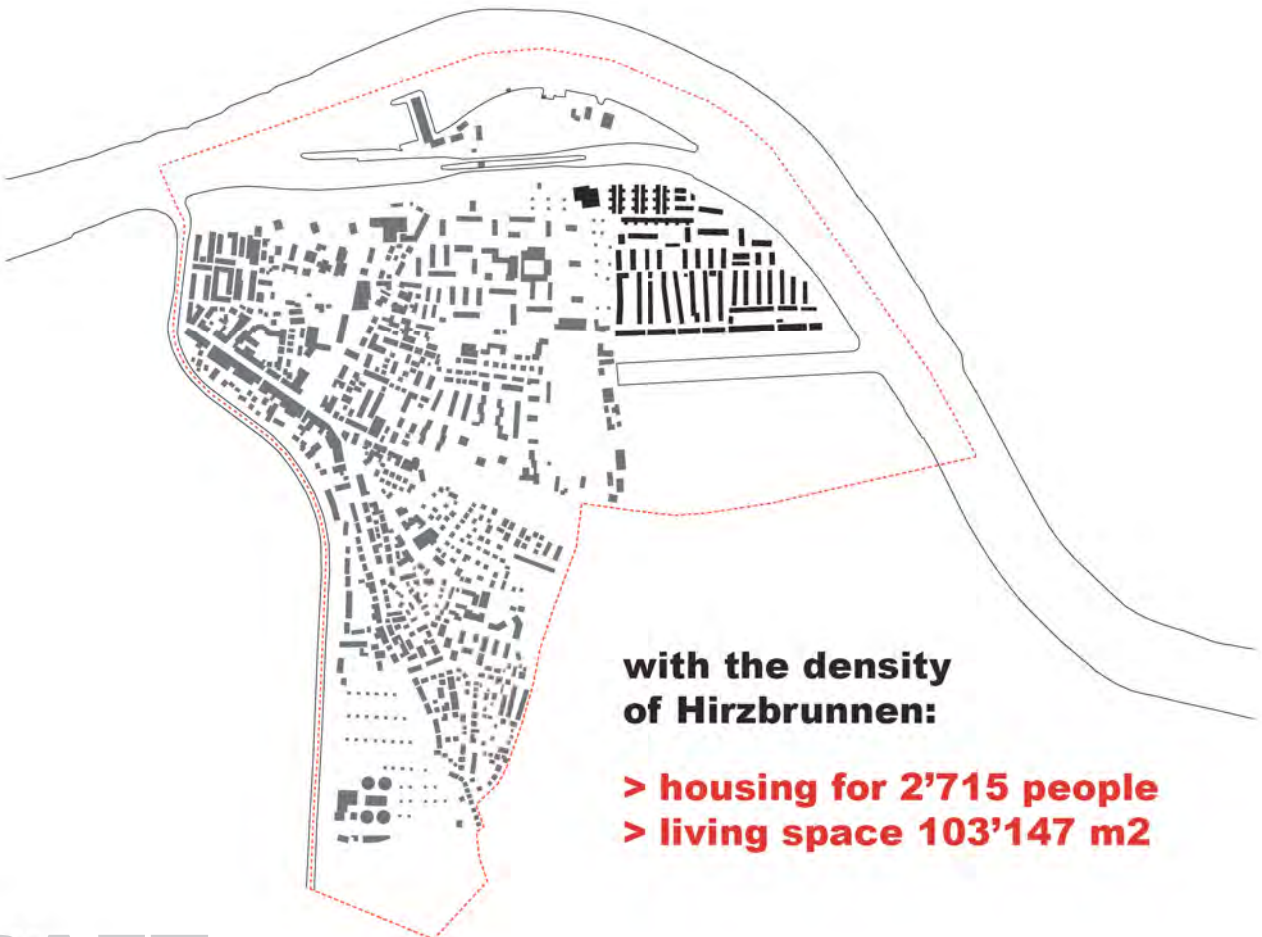 with the density
of Hirzbrunnen:
> housing for 2’715 people
> living space 103’147 m2